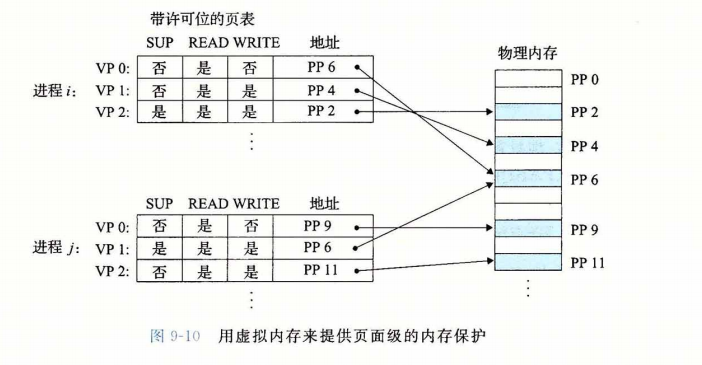 带许可位的页表
SUP READ WRITE 地址
物理内存
VP 0: 否 是 否 PP 6
PP 0
进程 i: VP 1: 否 是 是 PP 4
VP 2: 是 是 是 PP 2
PP 2
⋮
PP 4
PP 6
SUP READ WRITE 地址
VP 0: 否 是 否 PP 9
PP 9
进程 j: VP 1: 是 是 是 PP 6
VP 2: 否 是 是 PP 11
PP 11
⋮
⋮
图 9-10 用虚拟内存来提供页面级的内存保护